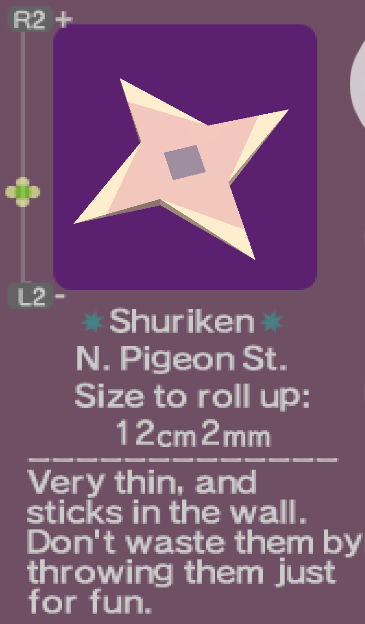 R2 +
L2 -
Shuriken
N. Pigeon St.
Size to roll up:
12cm2mm
Very thin, and
sticks in the wall.
Don't waste them by
throwing them just
for fun.